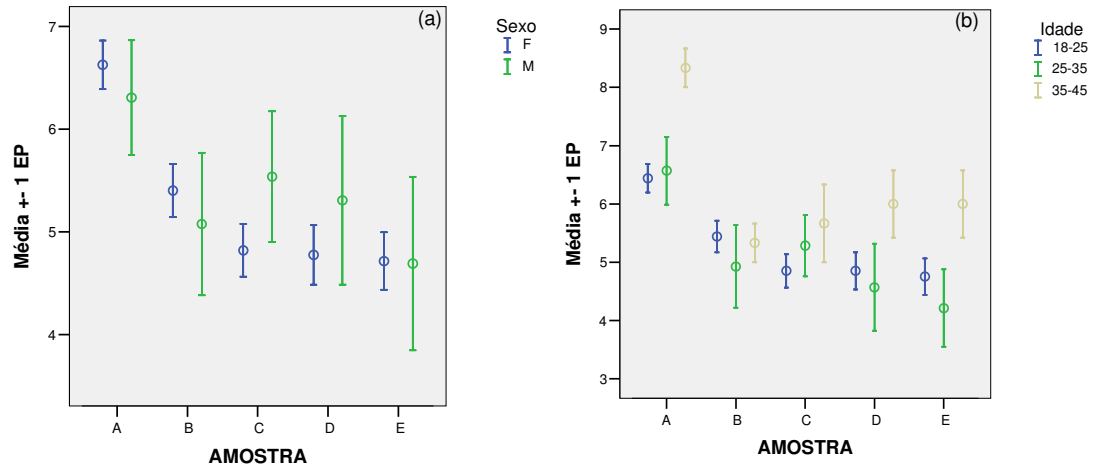 (a)
Sexo
F
M
7
6
5
4
Média +- 1 EP
A B C D E
AMOSTRA
(b)
Idade
18-25
25-35
35-45
9
8
7
6
5
4
3
Média +- 1 EP
A B C D E
AMOSTRA